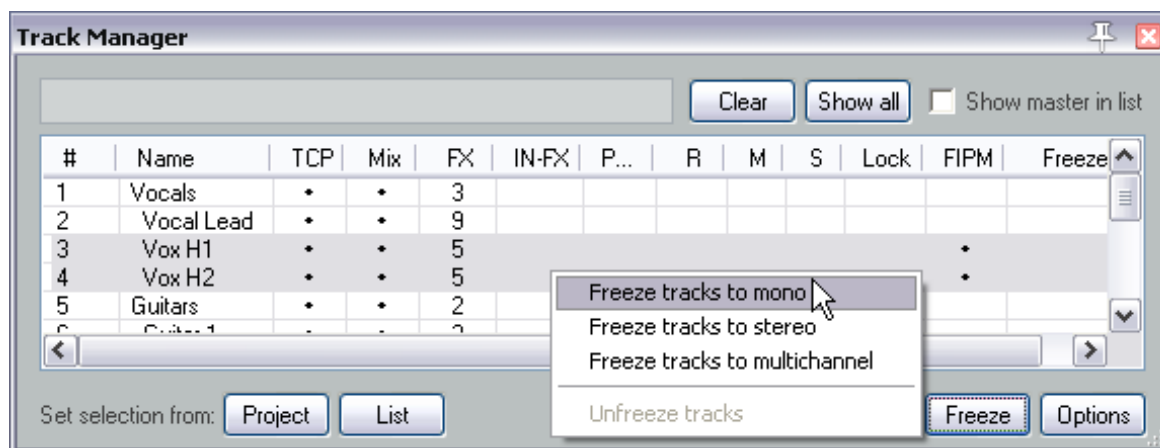 Track Manager
Clear Show all Show master in list
# Name TCP Mix FX IN-FX P... R M S Lock FIPM Freeze
1 Vocals • • 3
2 Vocal Lead • • 9
3 Vox H1 • • 5 •
4 Vox H2 • • 5 •
5 Guitars • • 2
Freeze tracks to mono
Freeze tracks to stereo
Freeze tracks to multichannel
Unfreeze tracks
Set selection from: Project List Freeze Options